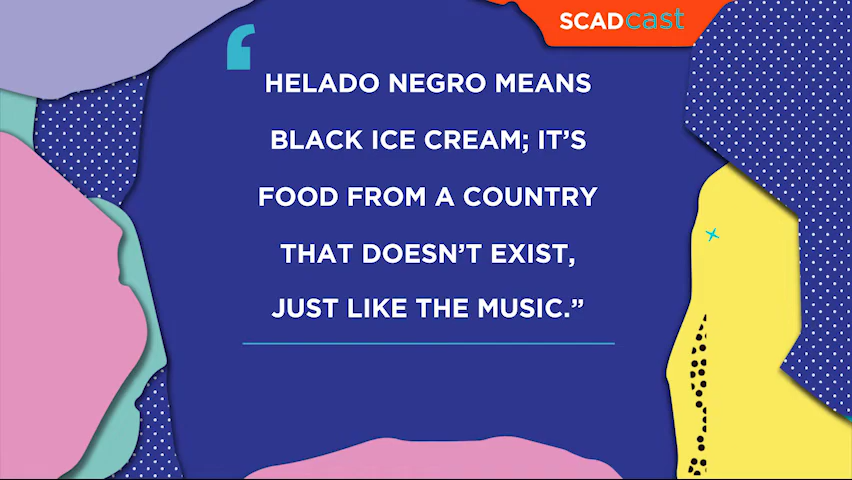 SCADcast
‘
HELADO NEGRO MEANS
BLACK ICE CREAM; IT’S
FOOD FROM A COUNTRY
THAT DOESN’T EXIST,
JUST LIKE THE MUSIC.”